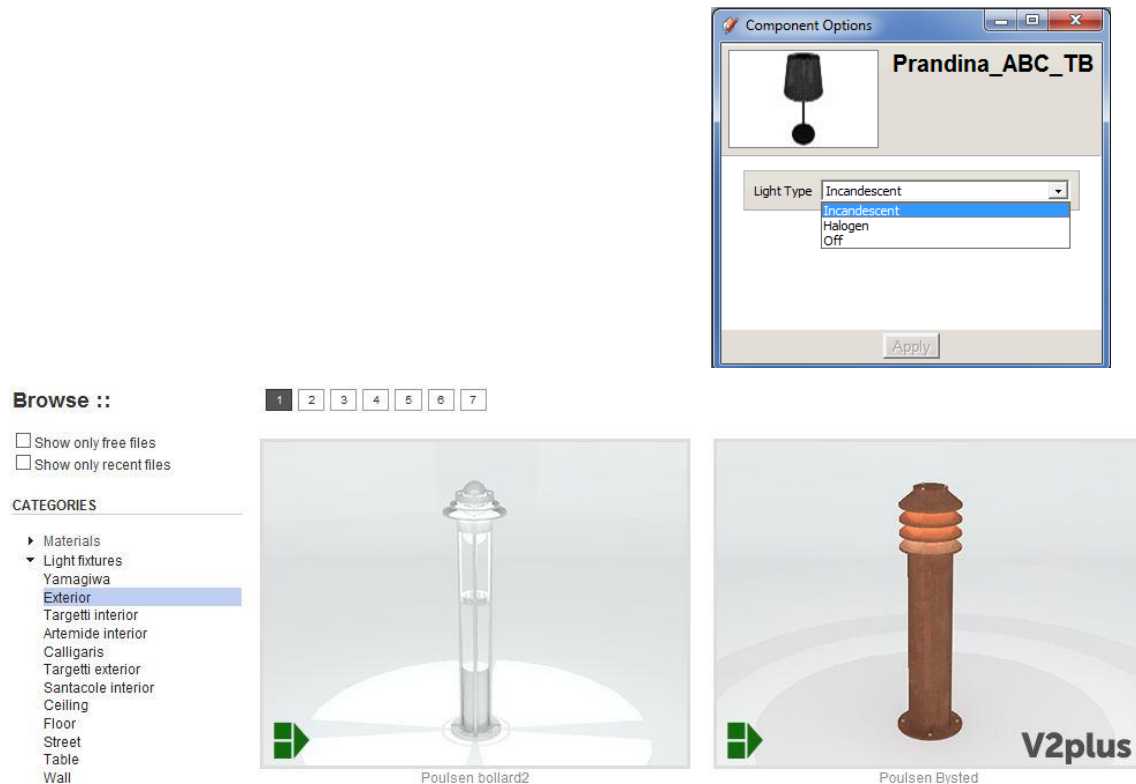 Component Options
Prandina_ABC_TB
Light Type Incandescent
Incandescent
Halogen
Off
Apply
Browse ::
1 2 3 4 5 6 7
Show only free files
Show only recent files
CATEGORIES
Materials
Light fixtures
Yamagiwa
Exterior
Targetti interior
Artemide interior
Calligaris
Targetti exterior
Santacole interior
Ceiling
Floor
Street
Table
Wall
V2plus
Poulsen bollard2
Poulsen Bysted